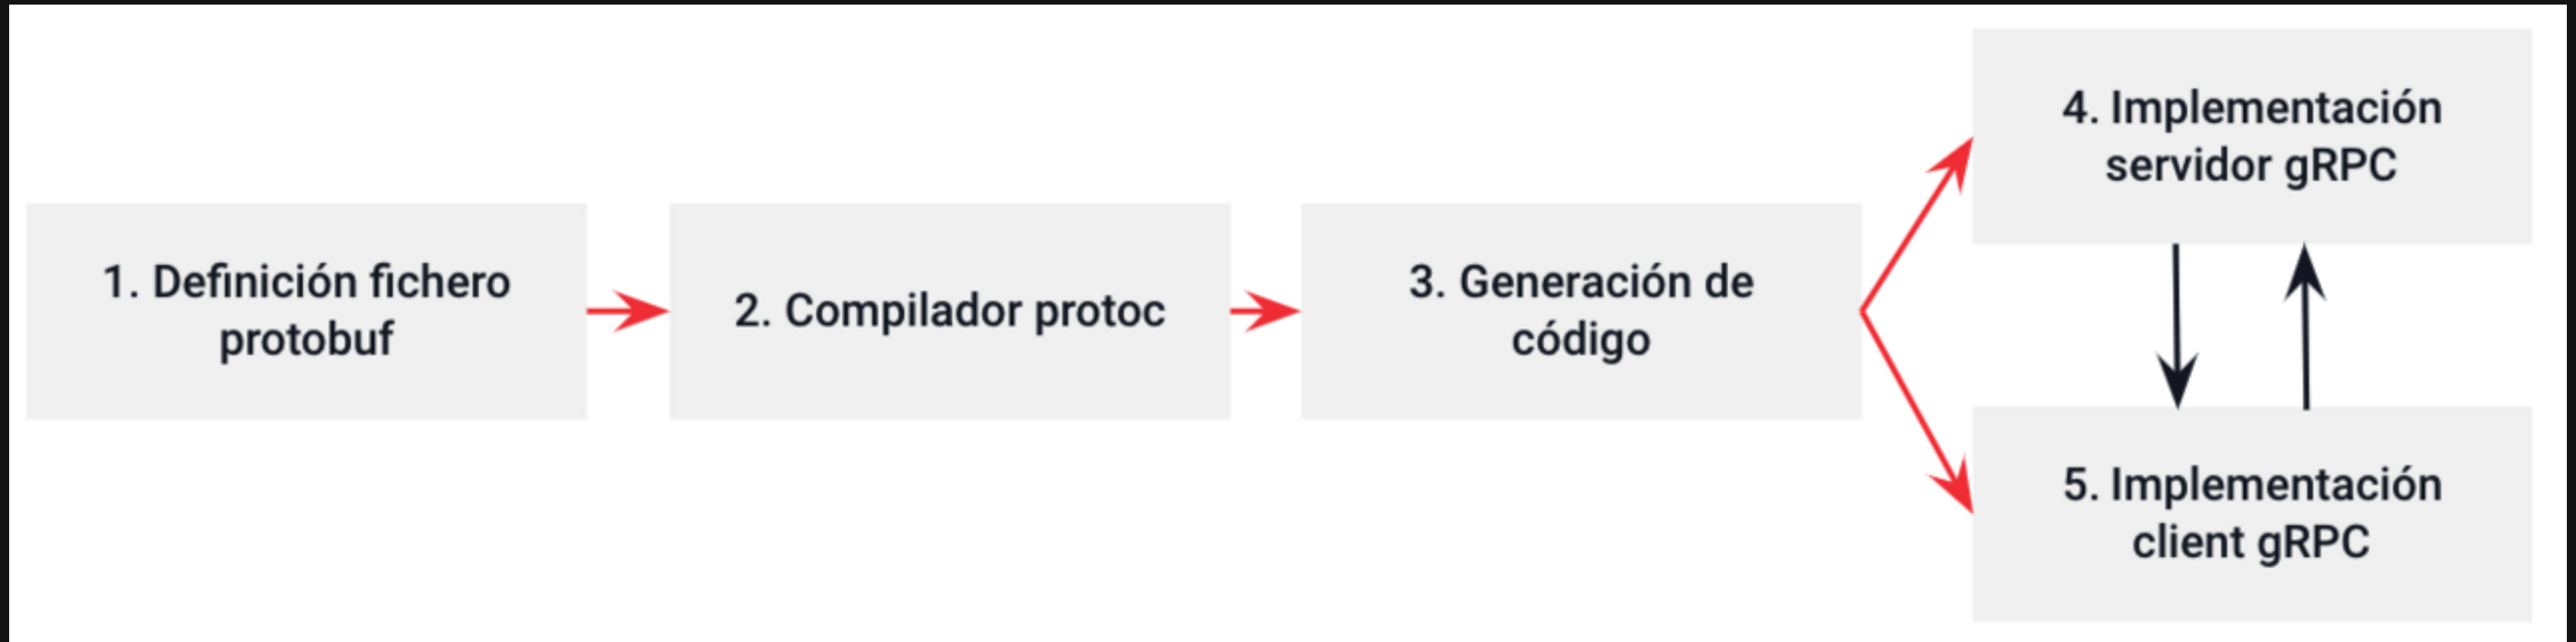 1. Definición fichero
protobuf
2. Compilador protoc
3. Generación de
código
4. Implementación
servidor gRPC
5. Implementación
client gRPC